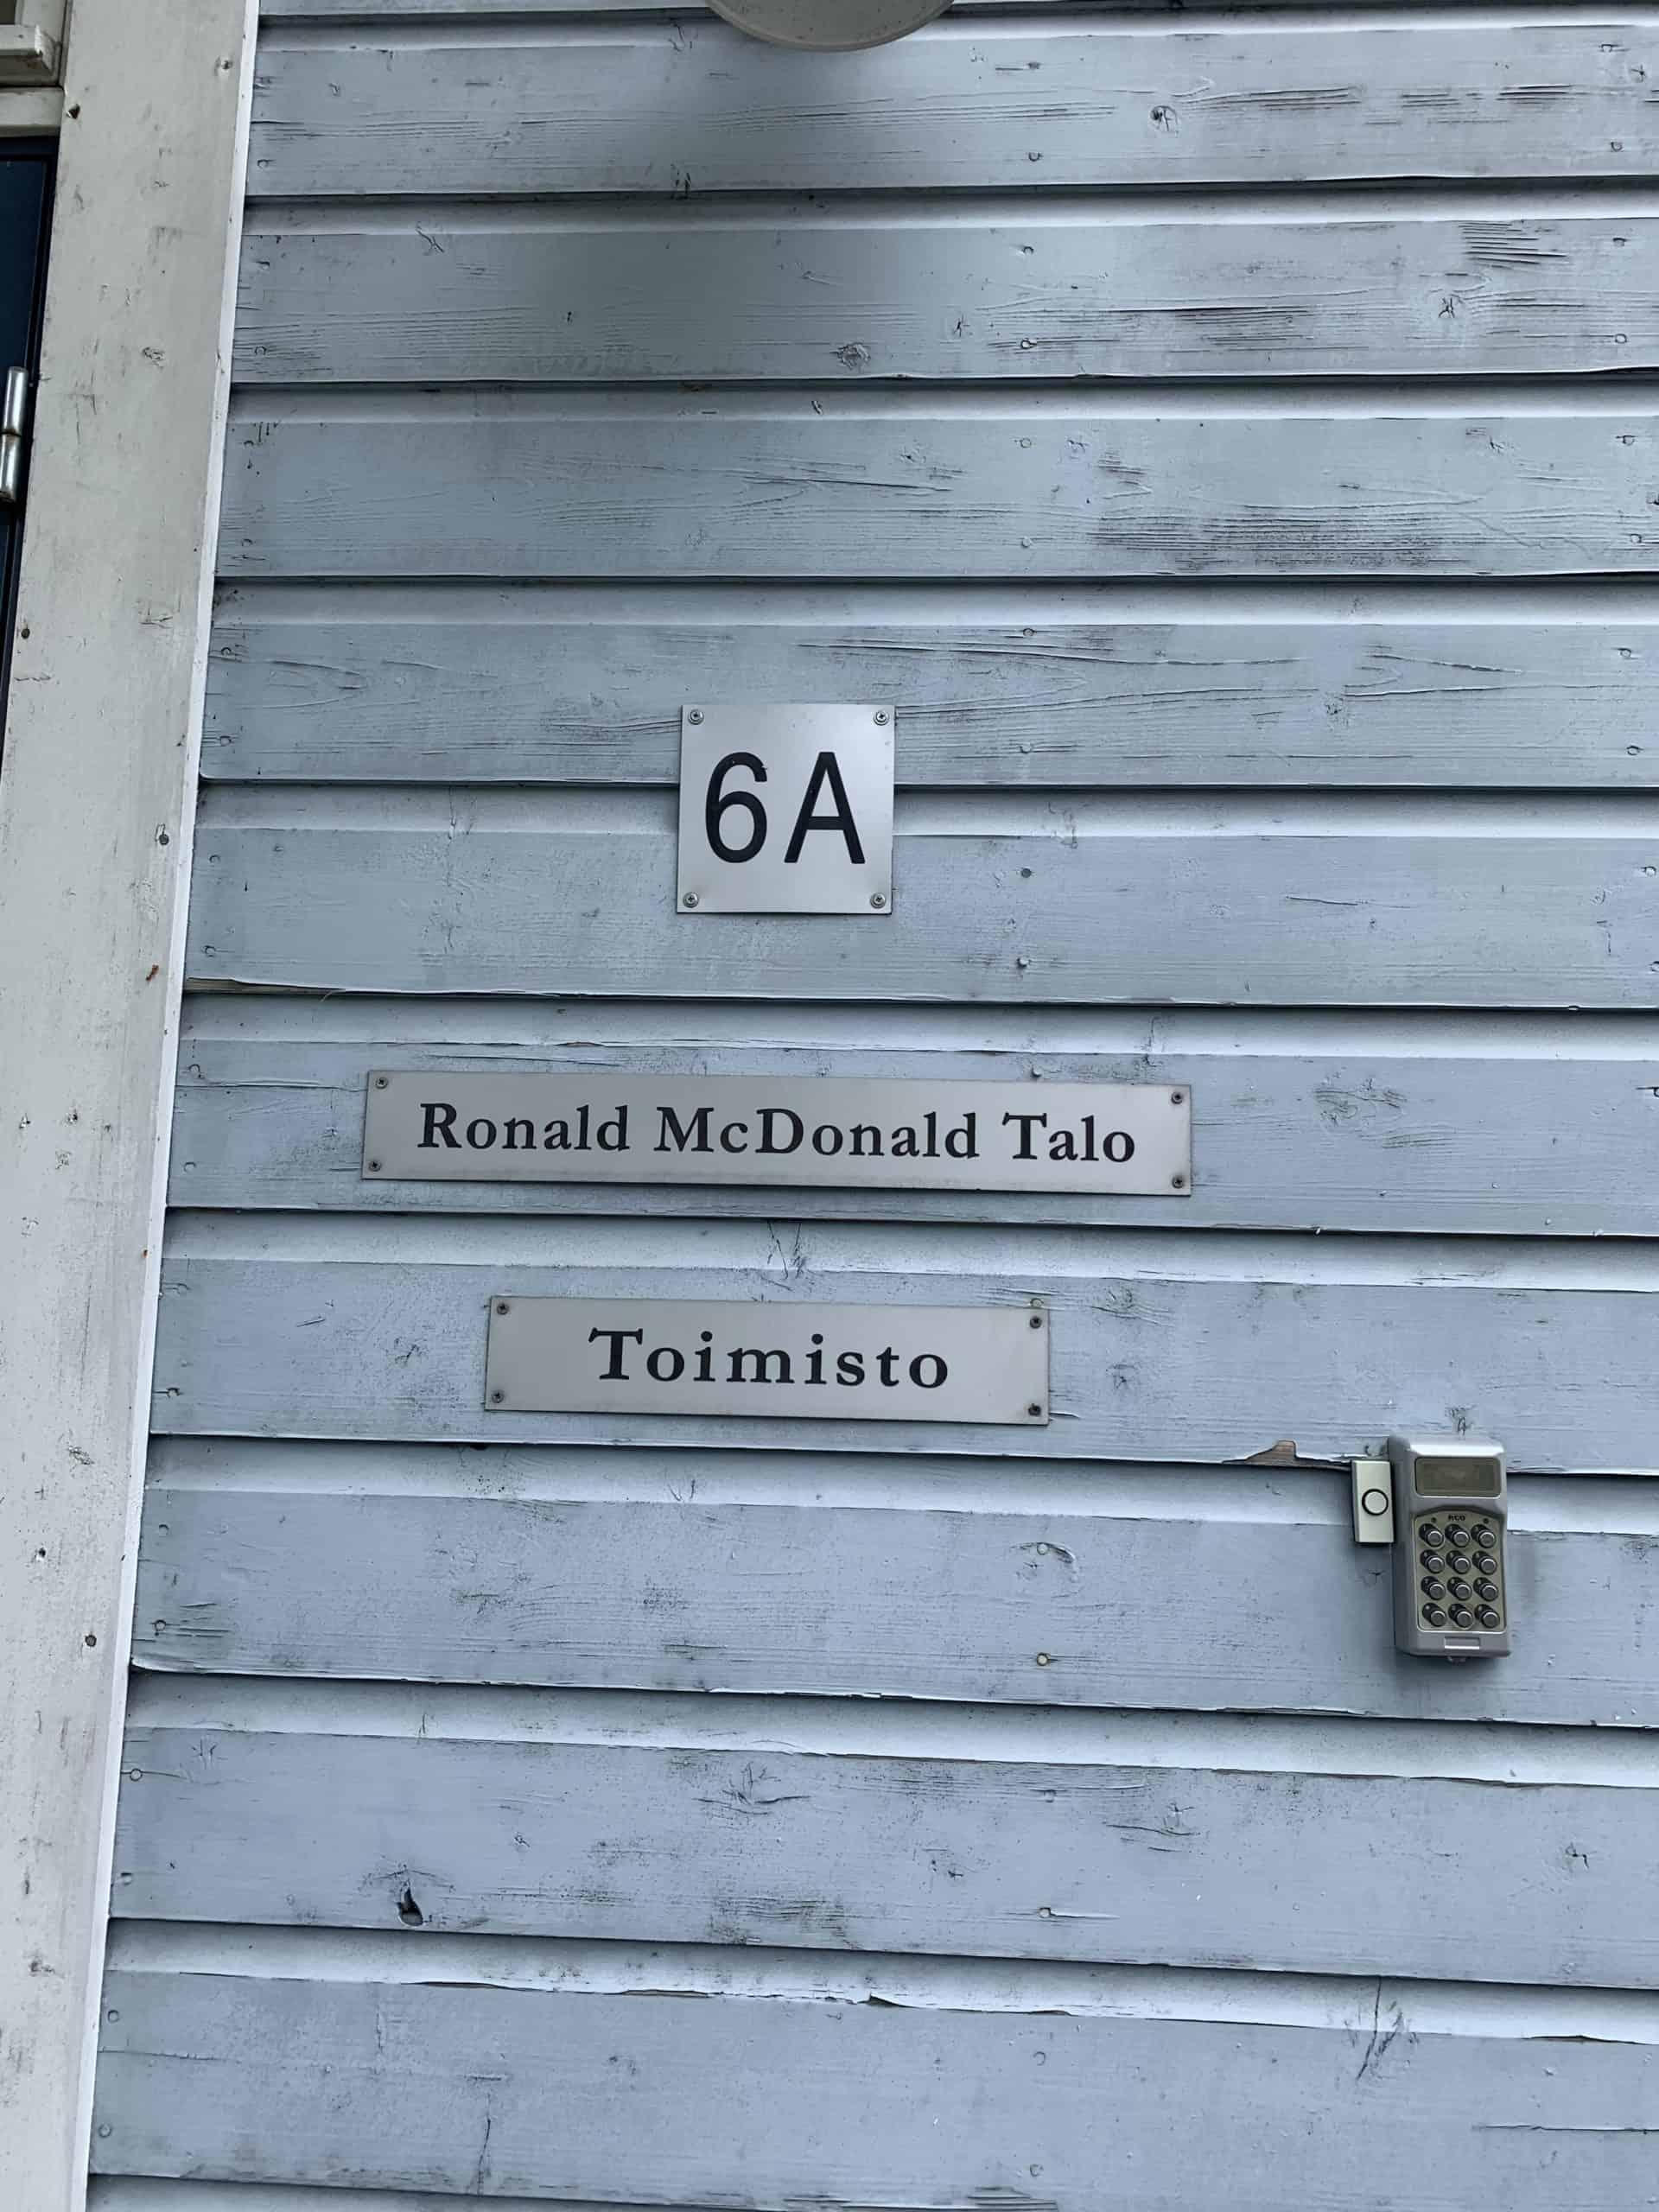 6A
Ronald McDonald Talo
Toimisto